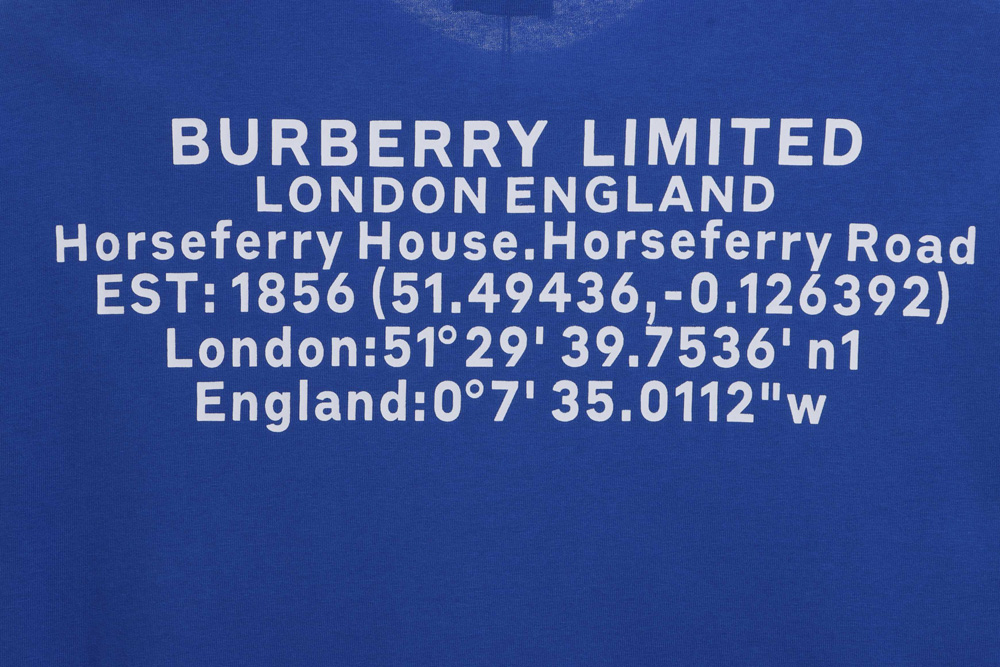 BURBERRY LIMITED
LONDON ENGLAND
Horseferry House.Horseferry Road
EST: 1856 (51.49436,-0.126392)
London:51°29' 39.7536' n1
England:0°7' 35.0112"w